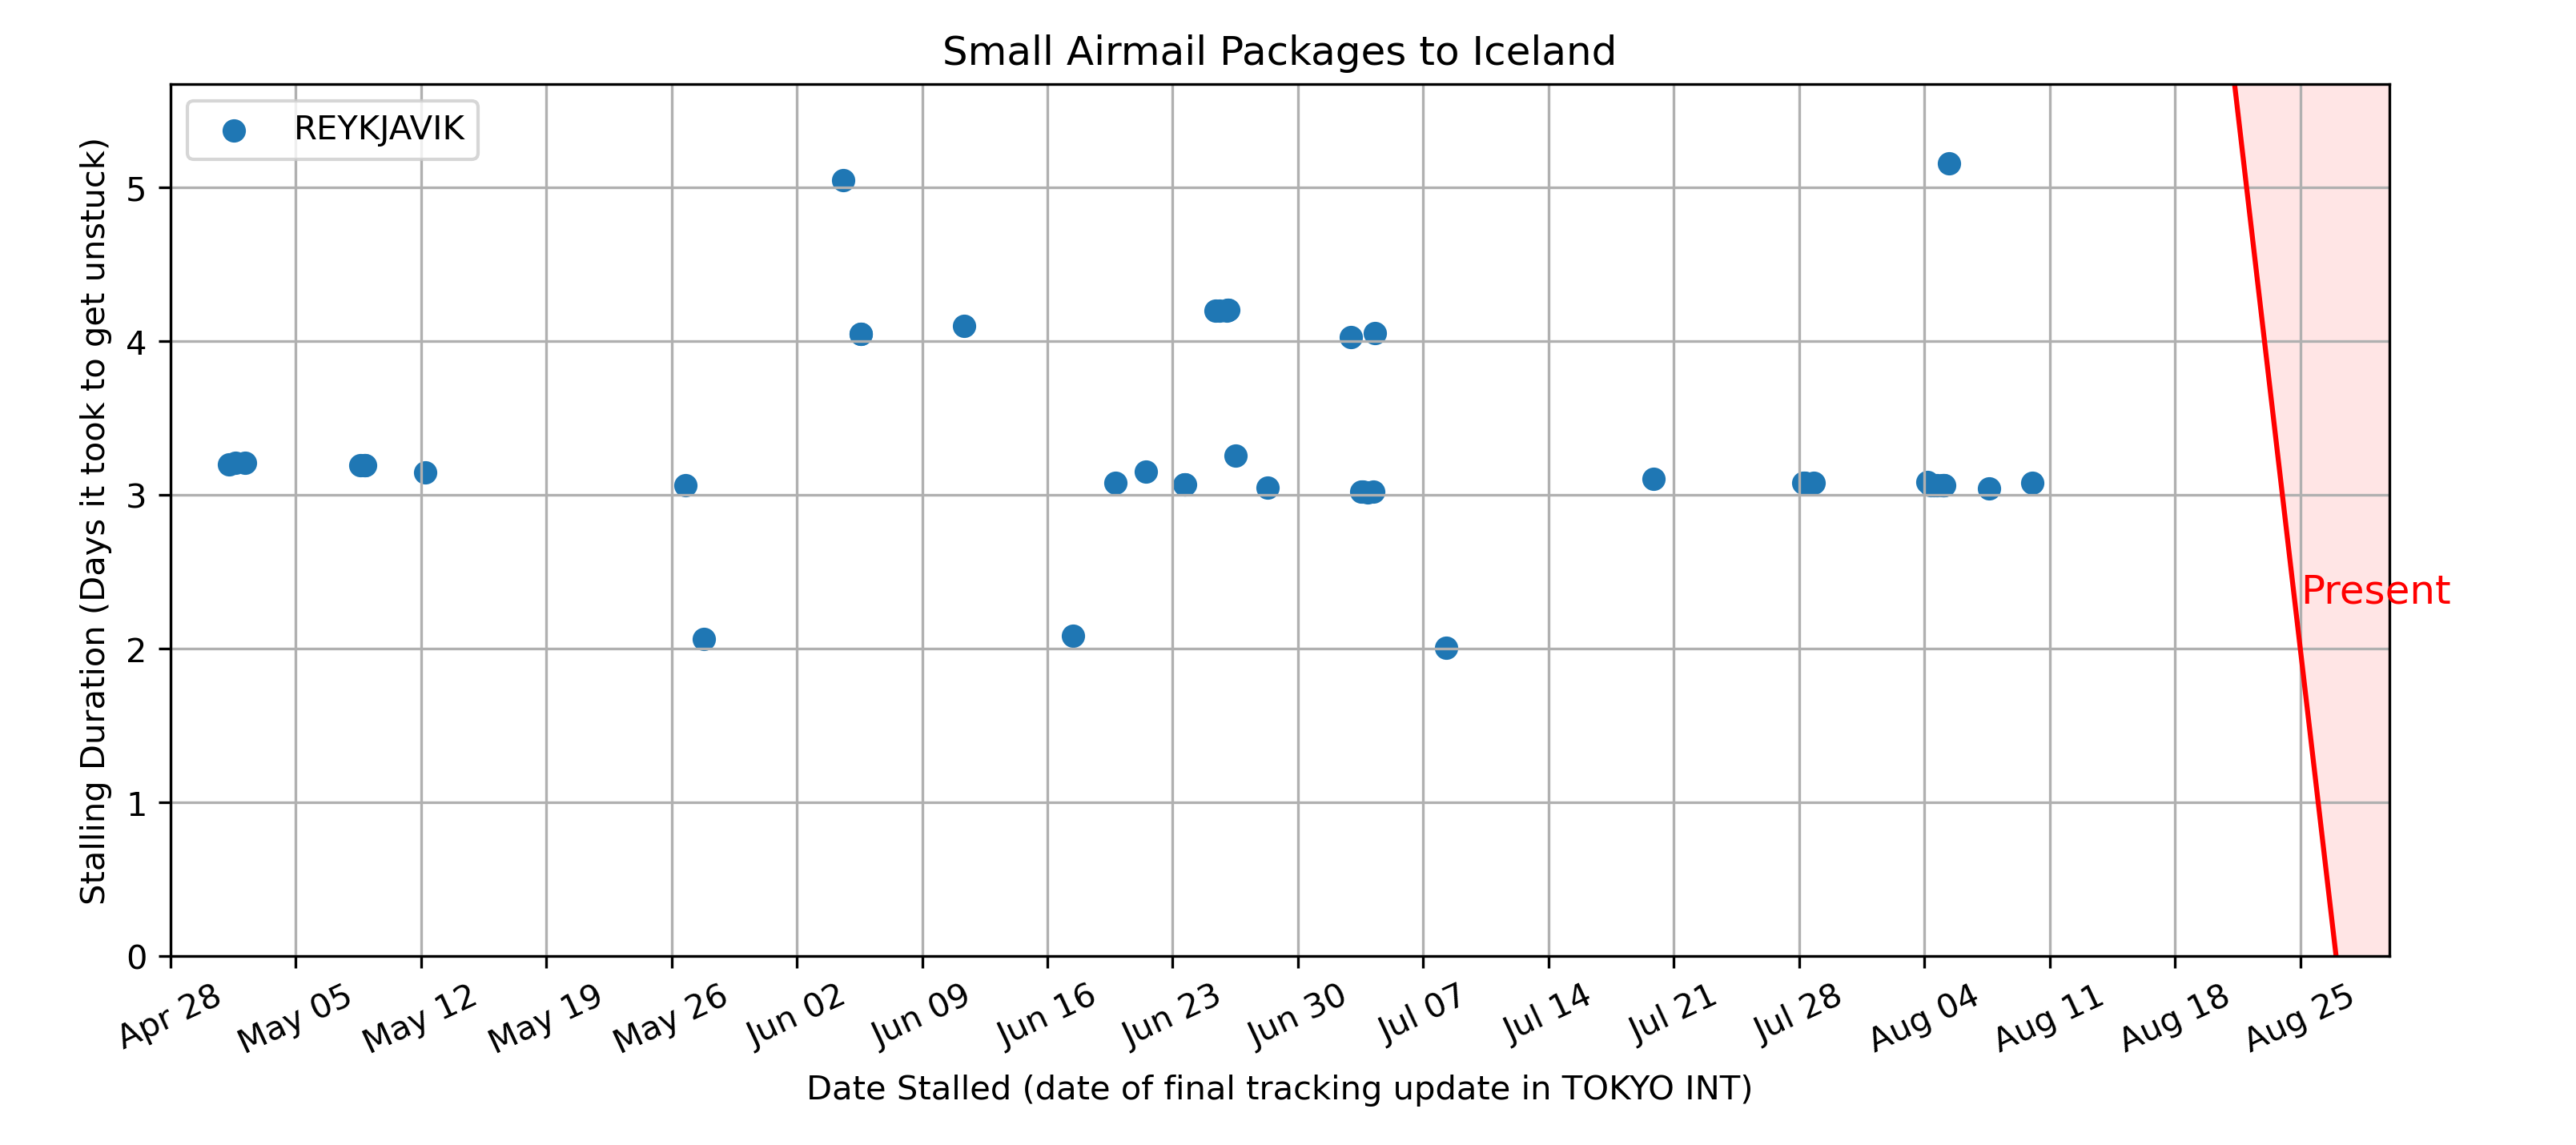 Small Airmail Packages to Iceland
REYKJAVIK
Stalling Duration (Days it took to get unstuck)
5
4
3
2
1
0
Present
Apr 28
May 05
May 12
May 19
May 26
Jun 02
Jun 09
Jun 16
Jun 23
Jun 30
Jul 07
Jul 14
Jul 21
Jul 28
Aug 04
Aug 11
Aug 18
Aug 25
Date Stalled (date of final tracking update in TOKYO INT)